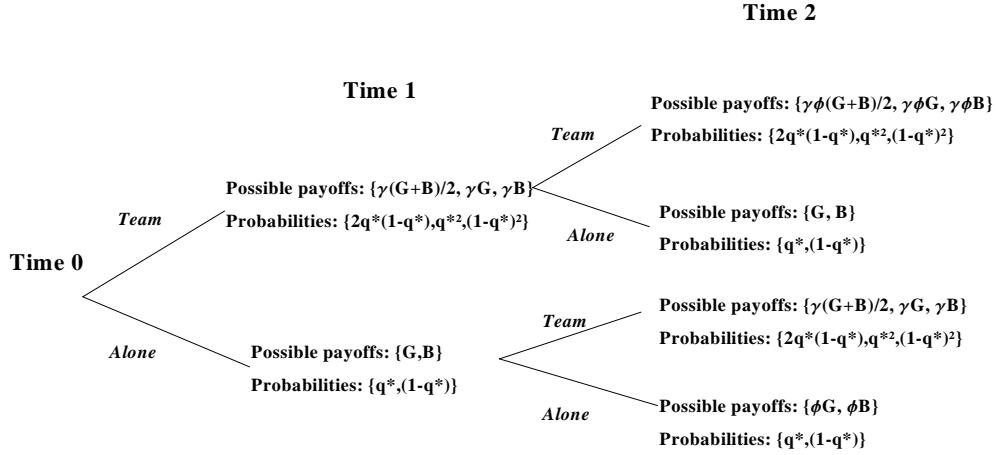 Time 2
Time 1
Possible payoffs: {γϕ(G+B)/2, γϕG, γϕB}
Team
Probabilities: {2q*(1-q*),q*²,(1-q*)²}
Possible payoffs: {γ(G+B)/2, γG, γB}
Team
Probabilities: {2q*(1-q*),q*²,(1-q*)²}
Possible payoffs: {G, B}
Alone
Probabilities: {q*,(1-q*)}
Time 0
Possible payoffs: {γ(G+B)/2, γG, γB}
Team
Probabilities: {2q*(1-q*),q*²,(1-q*)²}
Alone
Possible payoffs: {G,B}
Probabilities: {q*,(1-q*)}
Possible payoffs: {ϕG, ϕB}
Alone
Probabilities: {q*,(1-q*)}